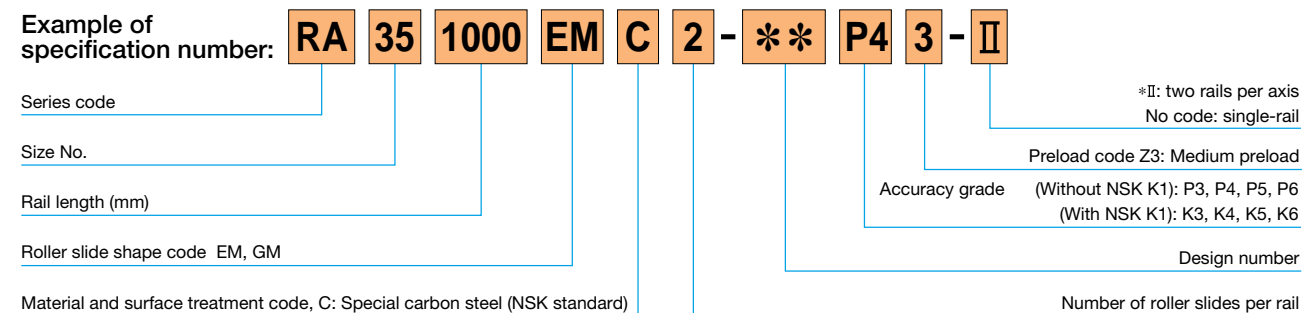 Example of
specification number: RA 35 1000 EM C 2 - ** P4 3 - Ⅱ
Series code
*Ⅱ: two rails per axis
No code: single-rail
Size No.
Preload code Z3: Medium preload
Rail length (mm)
Accuracy grade (Without NSK K1): P3, P4, P5, P6
(With NSK K1): K3, K4, K5, K6
Roller slide shape code EM, GM
Design number
Material and surface treatment code, C: Special carbon steel (NSK standard)
Number of roller slides per rail